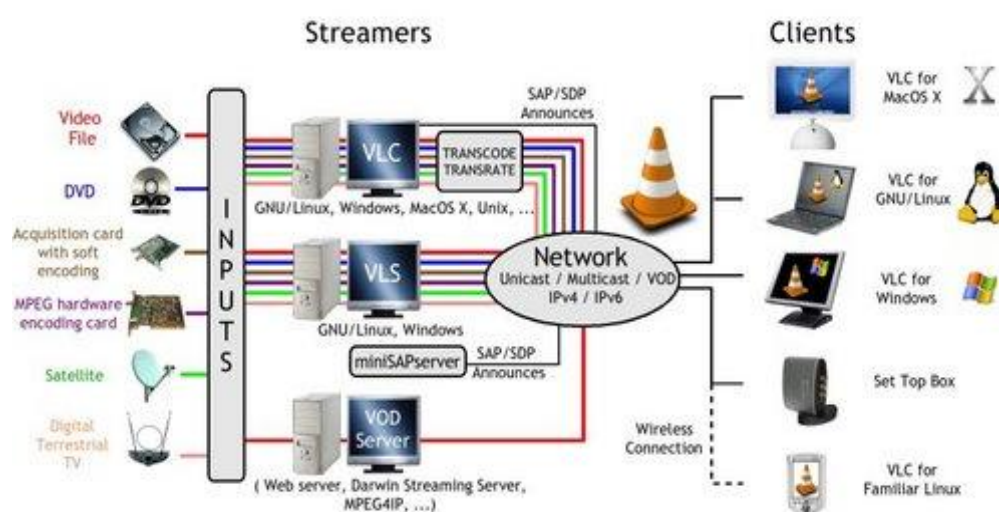 Streamers
Clients
Video
File
DVD
DVD
Acquisition card
with soft
encoding
MPEG hardware
encoding card
Satellite
Digital
Terrestrial
TV
INPUTS
VLC
GNU/Linux, Windows, MacOS X, Unix, ...
TRANSCODE
TRANSRATE
SAP/SDP
Announces
VLS
GNU/Linux, Windows
miniSAPserver
SAP/SDP
Announces
VOD
Server
( Web server, Darwin Streaming Server,
MPEG4IP, ...)
Network
Unicast / Multicast / VOD
IPv4 / IPv6
Wireless
Connection
VLC for
MacOS X
X
VLC for
GNU/Linux
VLC for
Windows
Set Top Box
VLC for
Familiar Linux